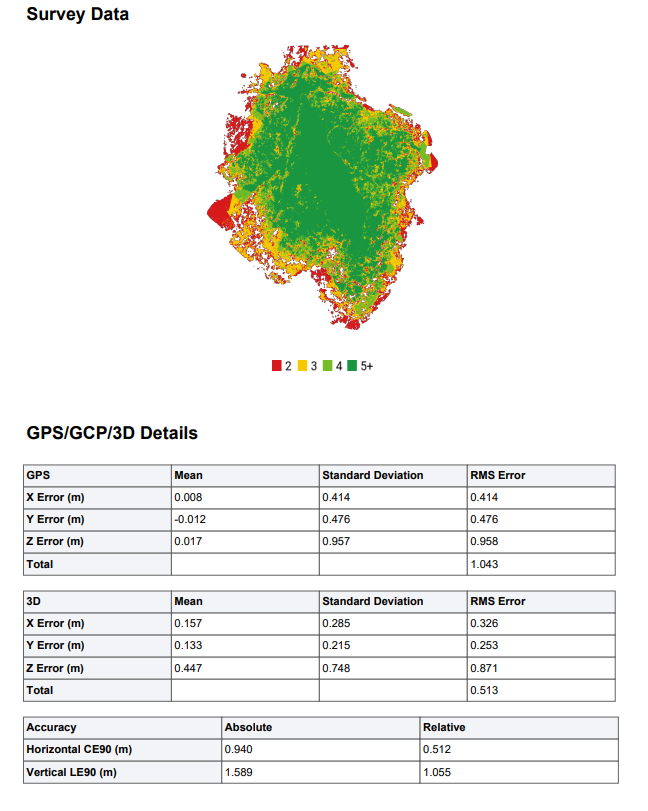 Survey Data
2 3 4 5+
GPS/GCP/3D Details
GPS Mean Standard Deviation RMS Error
X Error (m) 0.008 0.414 0.414
Y Error (m) -0.012 0.476 0.476
Z Error (m) 0.017 0.957 0.958
Total 1.043
3D Mean Standard Deviation RMS Error
X Error (m) 0.157 0.285 0.326
Y Error (m) 0.133 0.215 0.253
Z Error (m) 0.447 0.748 0.871
Total 0.513
Accuracy Absolute Relative
Horizontal CE90 (m) 0.940 0.512
Vertical LE90 (m) 1.589 1.055